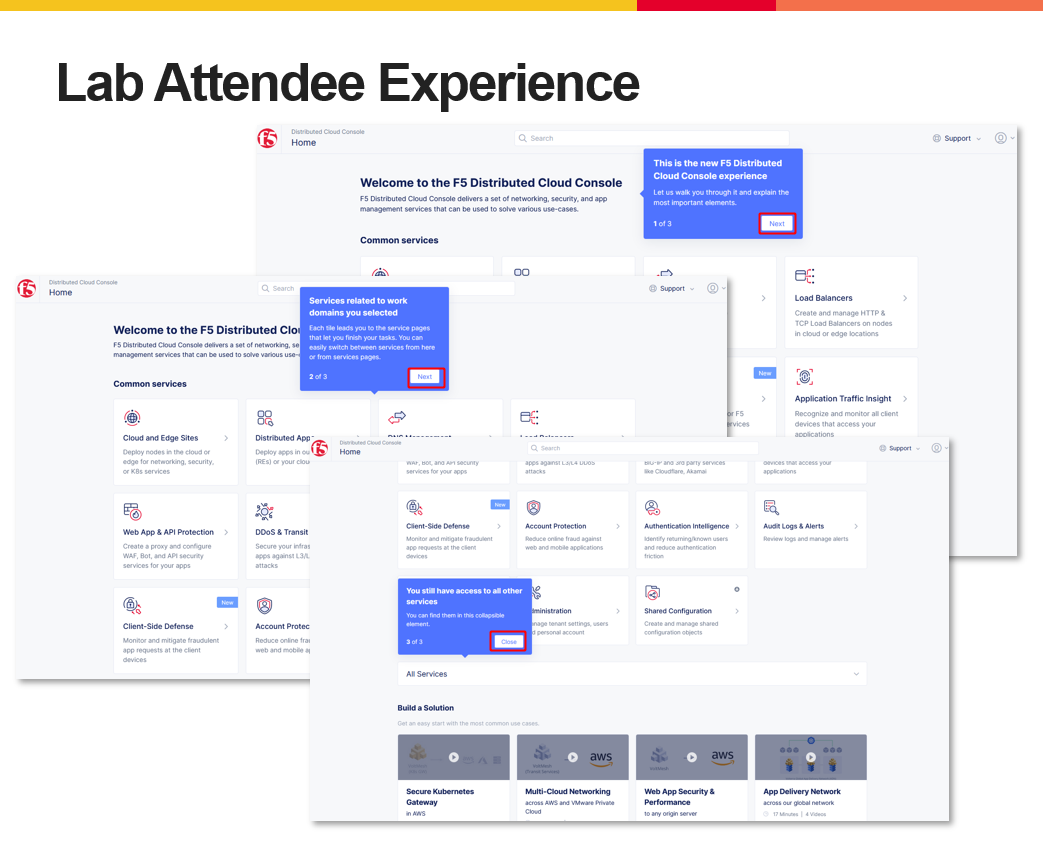 Lab Attendee Experience
f5
Distributed Cloud Console
Home
Search
Support
This is the new F5 Distributed
Cloud Console experience
Let us walk you through it and explain the
most important elements.
1 of 3
Next
Welcome to the F5 Distributed Cloud Console
F5 Distributed Cloud Console delivers a set of networking, security, and app
management services that can be used to solve various use-cases.
Common services
Load Balancers
Create and manage HTTP &
TCP Load Balancers on nodes
in cloud or edge locations
New
or F5
ervices
Application Traffic Insight
Recognize and monitor all client
devices that access your
applications
f5
Distributed Cloud Console
Home
Search
Support
Services related to work
domains you selected
Each tile leads you to the service pages
that let you finish your tasks. You can
easily switch between services from here
or from services pages.
2 of 3
Next
Welcome to the F5 Distributed Clo
F5 Distributed Cloud Console delivers a set of networking, se
management services that can be used to solve various use-
Common services
Cloud and Edge Sites
Deploy nodes in the cloud or
edge for networking, security,
or K8s services
Distributed App
Deploy apps in ou
(REs) or your clou
DNS Management
Load Balancers
Web App & API Protection
Create a proxy and configure
WAF, Bot, and API security
services for your apps
DDoS & Transit
Secure your infras
apps against L3/L
attacks
New
Client-Side Defense
Monitor and mitigate fraudulent
app requests at the client
devices
Account Protec
Reduce online frau
web and mobile a
f5
Distributed Cloud Console
Home
Search
Support
WAF, Bot, and API security
services for your apps
apps against L3/L4 DDoS
attacks
BIG-IP and 3rd party services
like Cloudflare, Akamai
devices that access your
applications
New
Client-Side Defense
Monitor and mitigate fraudulent
app requests at the client
devices
Account Protection
Reduce online fraud against
web and mobile applications
Authentication Intelligence
Identify returning/known users
and reduce authentication
friction
Audit Logs & Alerts
Review logs and manage alerts
You still have access to all other
services
You can find them in this collapsible
element.
3 of 3
Close
ministration
nage tenant settings, users
d personal account
Shared Configuration
Create and manage shared
configuration objects
All Services
Build a Solution
Get an easy start with the most common use cases.
aws
aws
Secure Kubernetes
Gateway
in AWS
Multi-Cloud Networking
across AWS and VMware Private
Cloud
Web App Security &
Performance
to any origin server
App Delivery Network
across our global network
17 Minutes | 4 Videos